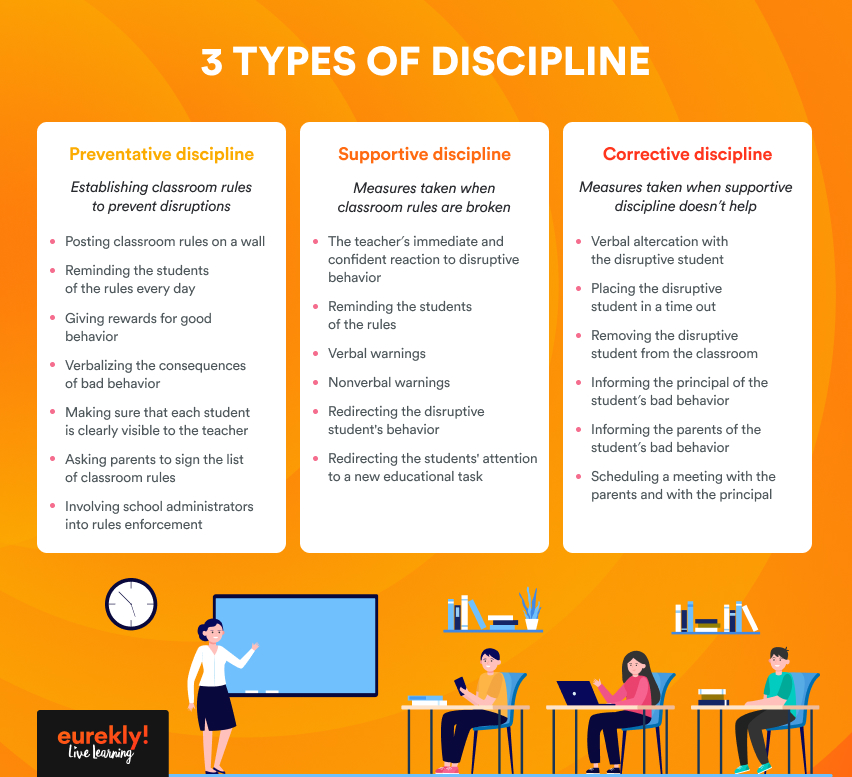 3 TYPES OF DISCIPLINE
Preventative discipline
Establishing classroom rules
to prevent disruptions
Posting classroom rules on a wall
Reminding the students
of the rules every day
Giving rewards for good
behavior
Verbalizing the consequences
of bad behavior
Making sure that each student
is clearly visible to the teacher
Asking parents to sign the list
of classroom rules
Involving school administrators
into rules enforcement
Supportive discipline
Measures taken when
classroom rules are broken
The teacher’s immediate and
confident reaction to disruptive
behavior
Reminding the students
of the rules
Verbal warnings
Nonverbal warnings
Redirecting the disruptive
student's behavior
Redirecting the students' attention
to a new educational task
Corrective discipline
Measures taken when supportive
discipline doesn’t help
Verbal altercation with
the disruptive student
Placing the disruptive
student in a time out
Removing the disruptive
student from the classroom
Informing the principal of the
student’s bad behavior
Informing the parents of the
student’s bad behavior
Scheduling a meeting with the
parents and with the principal
eurekly!
Live learning